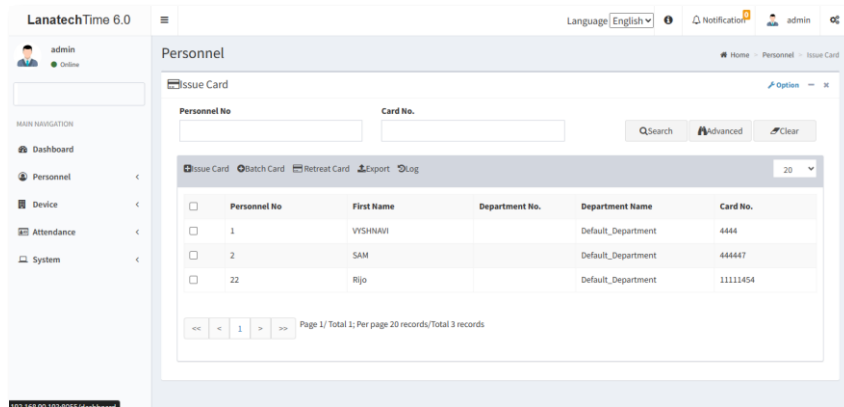 LanatechTime 6.0
Language English
Notification 0
admin
admin
Online
Personnel
Home > Personnel > Issue Card
Issue Card
Option
MAIN NAVIGATION
Dashboard
Personnel
Device
Attendance
System
Personnel No
Card No.
Search
Advanced
Clear
Issue Card Batch Card Retreat Card Export Log
20
Personnel No First Name Department No. Department Name Card No.
1 VYSHNAVI Default_Department 4444
2 SAM Default_Department 444447
22 Rijo Default_Department 11111454
<< < 1 > >> Page 1/ Total 1; Per page 20 records/Total 3 records